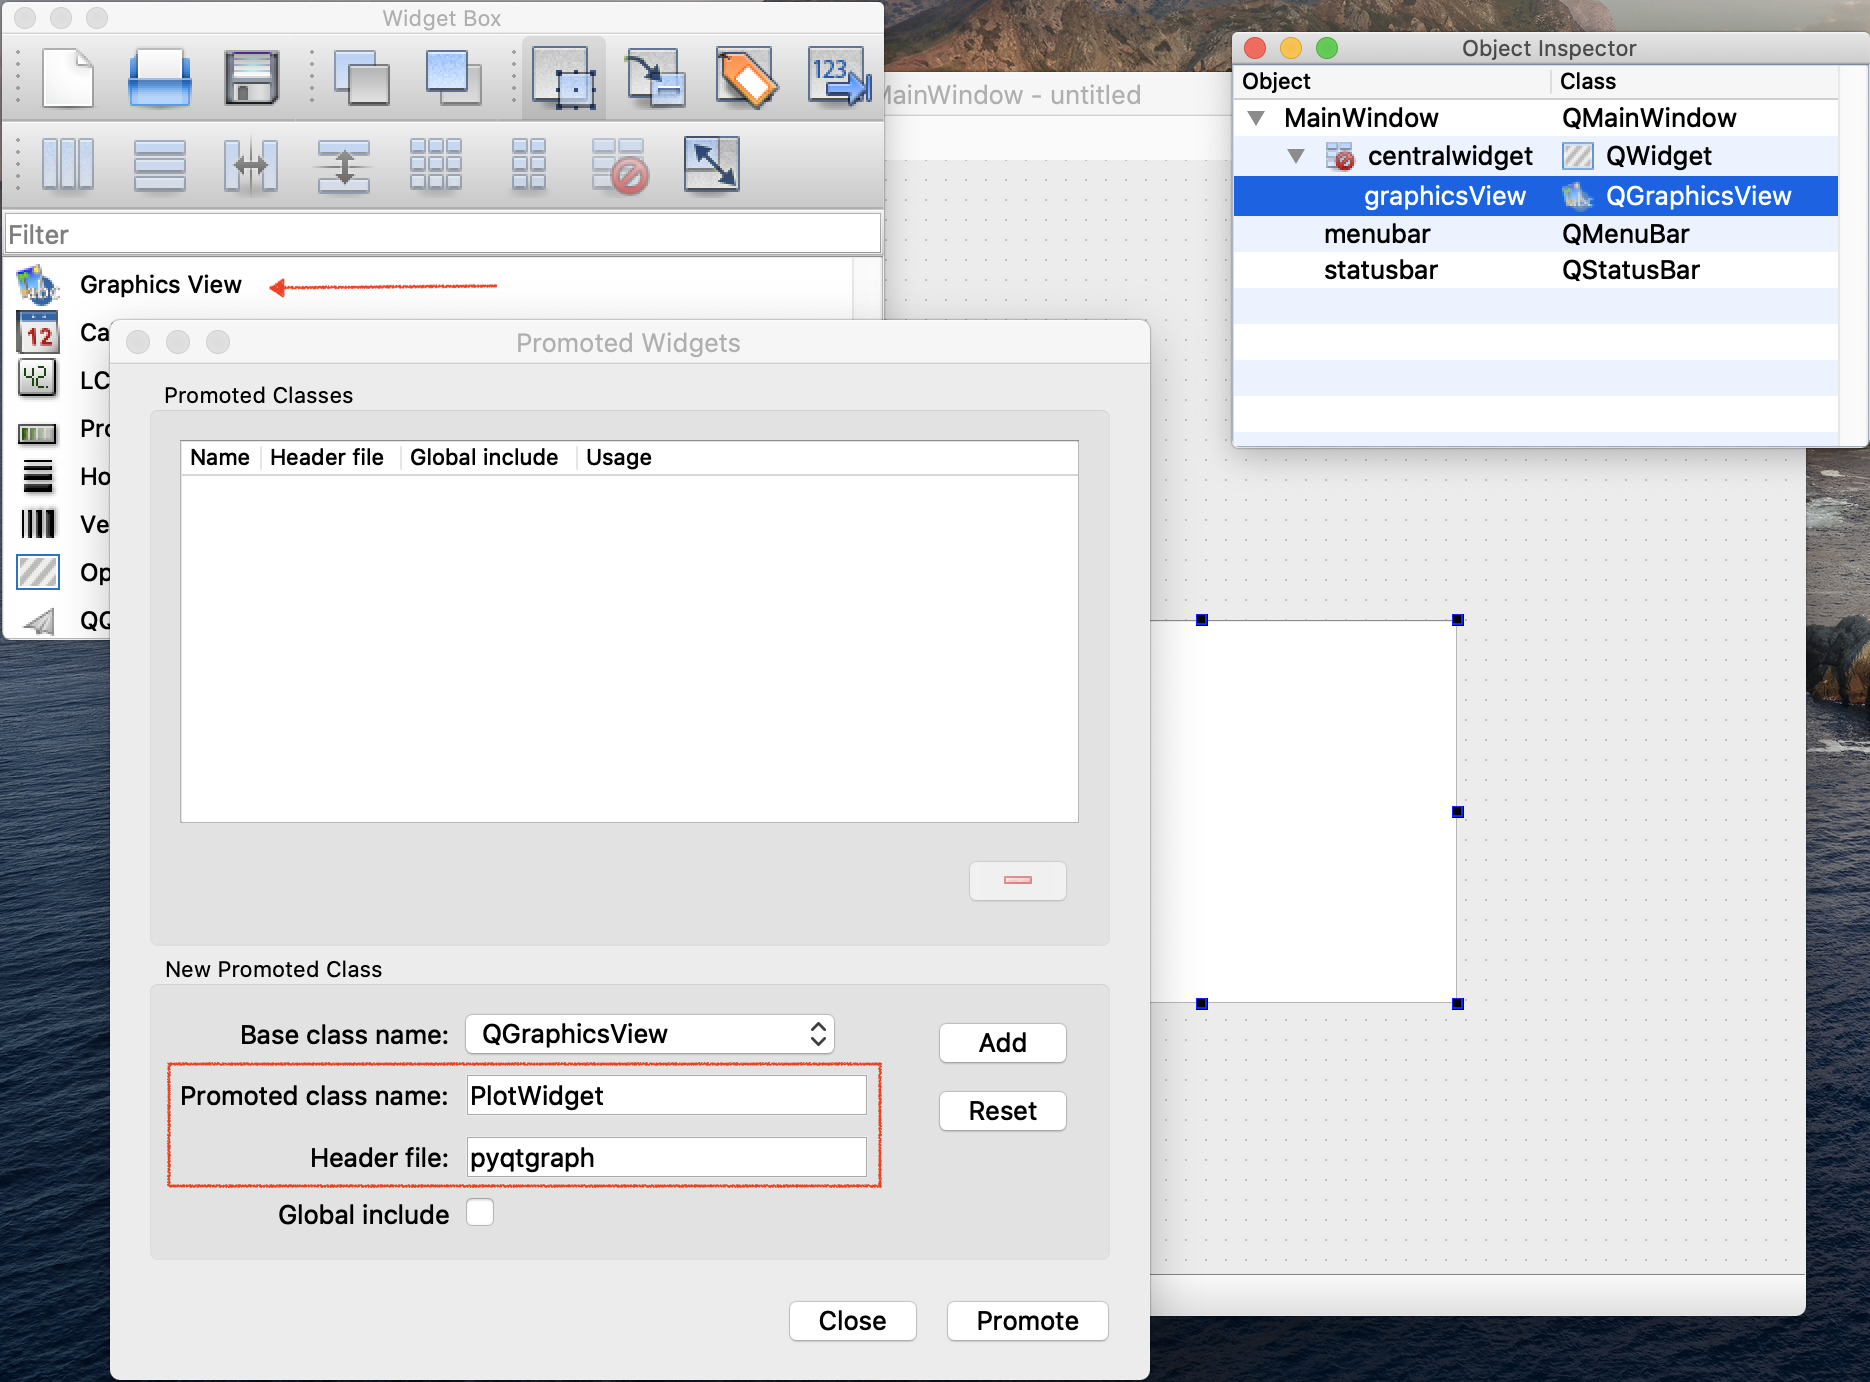 Widget Box
123
Filter
Graphics View
12
Ca
42.
LC
Pro
Ho
Ve
Op
QQ
MainWindow - untitled
Object Inspector
Object Class
MainWindow QMainWindow
centralwidget QWidget
graphicsView QGraphicsView
menubar QMenuBar
statusbar QStatusBar
Promoted Widgets
Promoted Classes
Name Header file Global include Usage
New Promoted Class
Base class name: QGraphicsView
Add
Promoted class name: PlotWidget
Reset
Header file: pyqtgraph
Global include
Close Promote